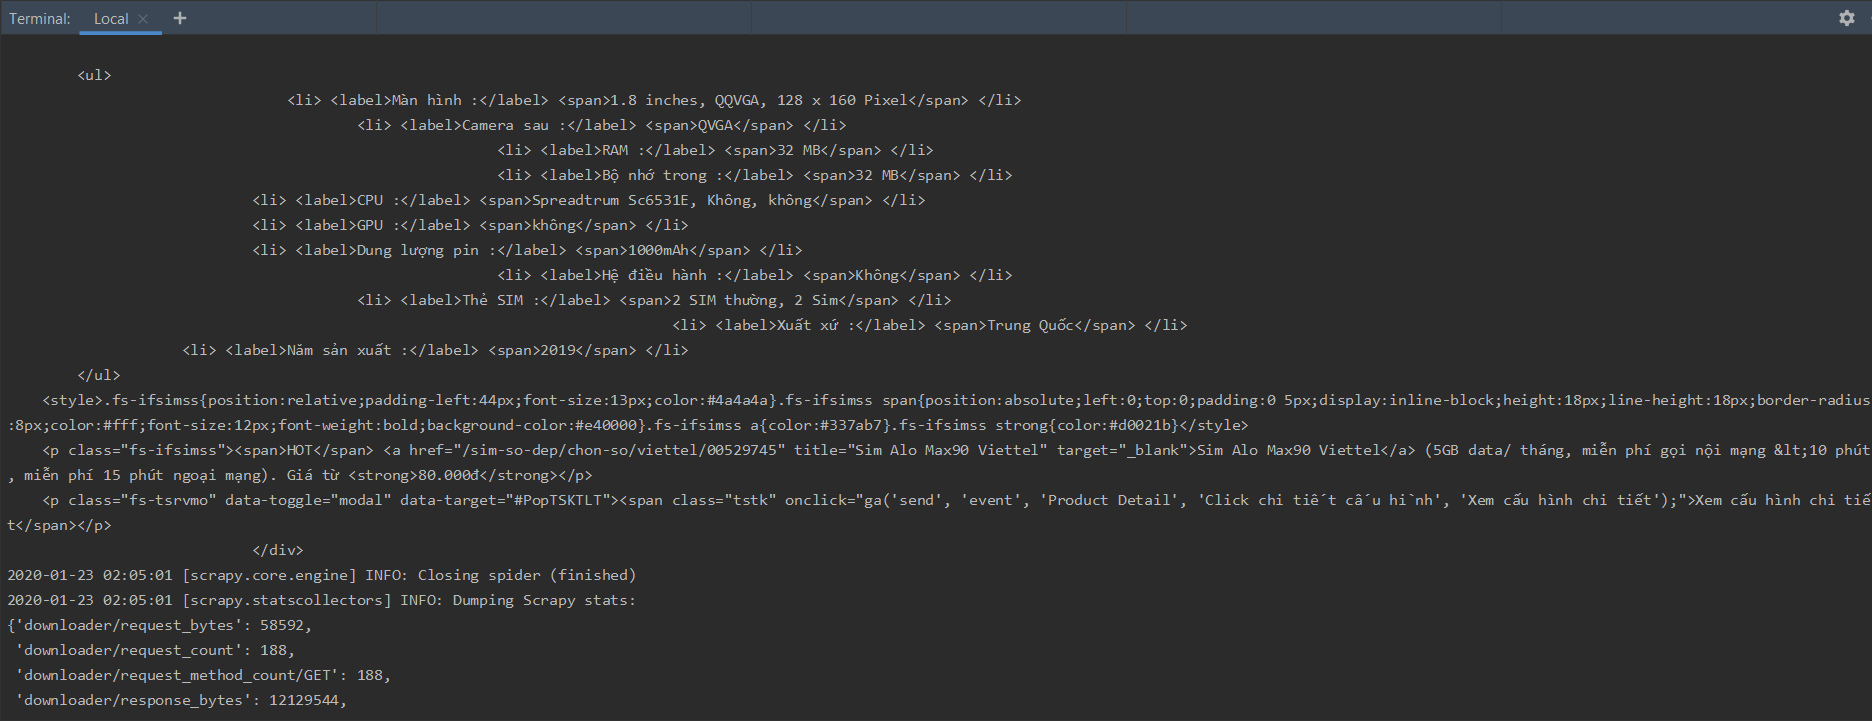 Terminal: Local × +
<ul>
<li> <label>Màn hình :</label> <span>1.8 inches, QQVGA, 128 x 160 Pixel</span> </li>
<li> <label>Camera sau :</label> <span>QVGA</span> </li>
<li> <label>RAM :</label> <span>32 MB</span> </li>
<li> <label>Bộ nhớ trong :</label> <span>32 MB</span> </li>
<li> <label>CPU :</label> <span>Spreadtrum Sc6531E, Không, không</span> </li>
<li> <label>GPU :</label> <span>không</span> </li>
<li> <label>Dung lượng pin :</label> <span>1000mAh</span> </li>
<li> <label>Hệ điều hành :</label> <span>Không</span> </li>
<li> <label>Thẻ SIM :</label> <span>2 SIM thường, 2 Sim</span> </li>
<li> <label>Xuất xứ :</label> <span>Trung Quốc</span> </li>
<li> <label>Năm sản xuất :</label> <span>2019</span> </li>
</ul>
<style>.fs-ifsimss{position:relative;padding-left:44px;font-size:13px;color:#4a4a4a}.fs-ifsimss span{position:absolute;left:0;top:0;padding:0 5px;display:inline-block;height:18px;line-height:18px;border-radius
:8px;color:#fff;font-size:12px;font-weight:bold;background-color:#e40000}.fs-ifsimss a{color:#337ab7}.fs-ifsimss strong{color:#d0021b}</style>
<p class="fs-ifsimss"><span>HOT</span> <a href="/sim-so-dep/chon-so/viettel/00529745" title="Sim Alo Max90 Viettel" target="_blank">Sim Alo Max90 Viettel</a> (5GB data/ tháng, miễn phí gọi nội mạng &lt;10 phút
, miễn phí 15 phút ngoại mạng). Giá từ <strong>80.000đ</strong></p>
<p class="fs-tsrvmo" data-toggle="modal" data-target="#PopTSKTLT"><span class="tstk" onclick="ga('send', 'event', 'Product Detail', 'Click chi tiết cấu hình', 'Xem cấu hình chi tiết');">Xem cấu hình chi tiế
t</span></p>
</div>
2020-01-23 02:05:01 [scrapy.core.engine] INFO: Closing spider (finished)
2020-01-23 02:05:01 [scrapy.statscollectors] INFO: Dumping Scrapy stats:
{'downloader/request_bytes': 58592,
'downloader/request_count': 188,
'downloader/request_method_count/GET': 188,
'downloader/response_bytes': 12129544,